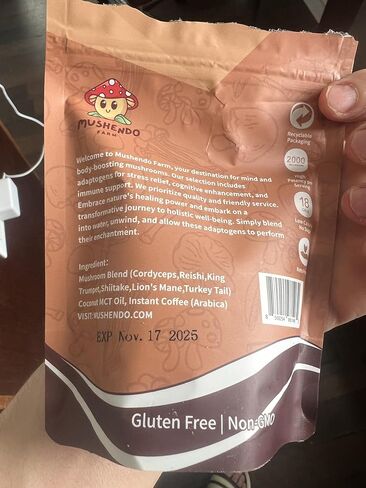 MUSHENDO
FARM
Welcome to Mushendo Farm, your destination for mind and
body-boosting mushrooms. Our selection includes
adaptogens for stress relief, cognitive enhancement, and
immune support. We prioritize quality and friendly service.
Embrace nature's healing power and embark on a
transformative journey to holistic well-being. Simply blend
into water, unwind, and allow these adaptogens to perform
their enchantment.
Recyclable
Packaging
2000
High
18
Ingredient:
Mushroom Blend (Cordyceps,Reishi,King
Trumper,Shiitake,Lion's Mane,Turkey Tail)
Coconut MCT Oil, Instant Coffee (Arabica)
VISIT:MUSHENDO.COM
EXP Nov. 17 2025
Gluten Free | Non-GMO